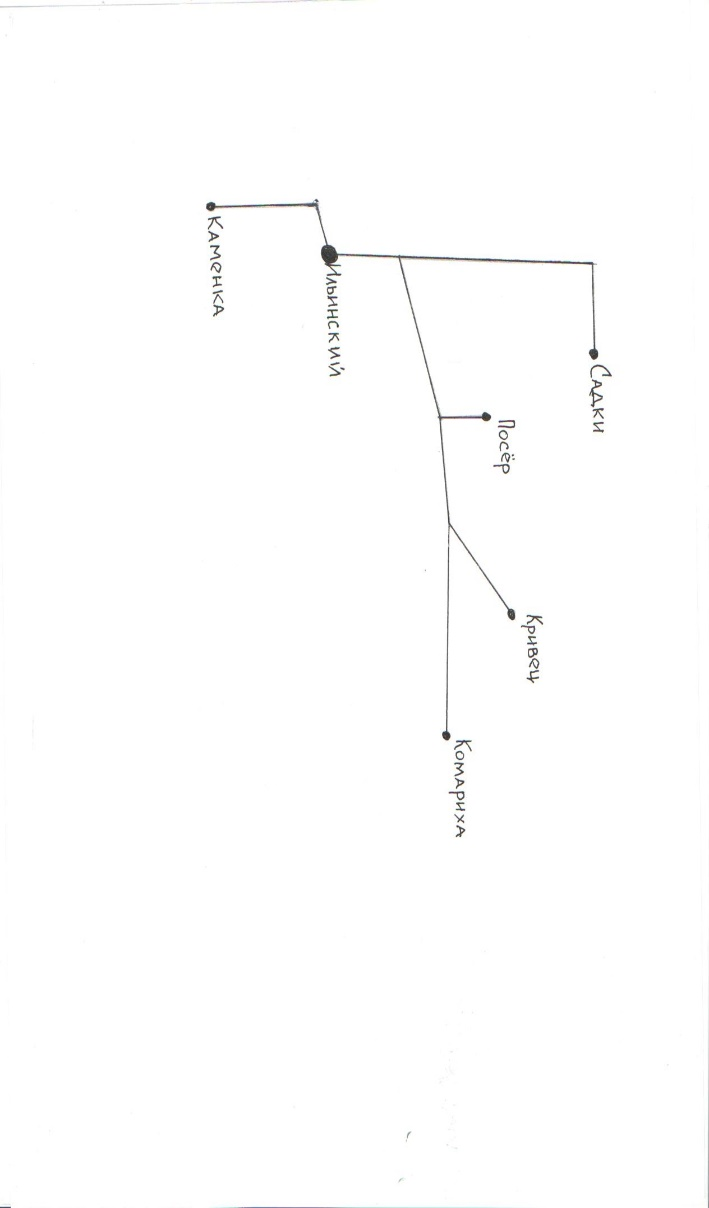 Садки
Посёр
Кривец
Комариха
Ильинский
Каменка